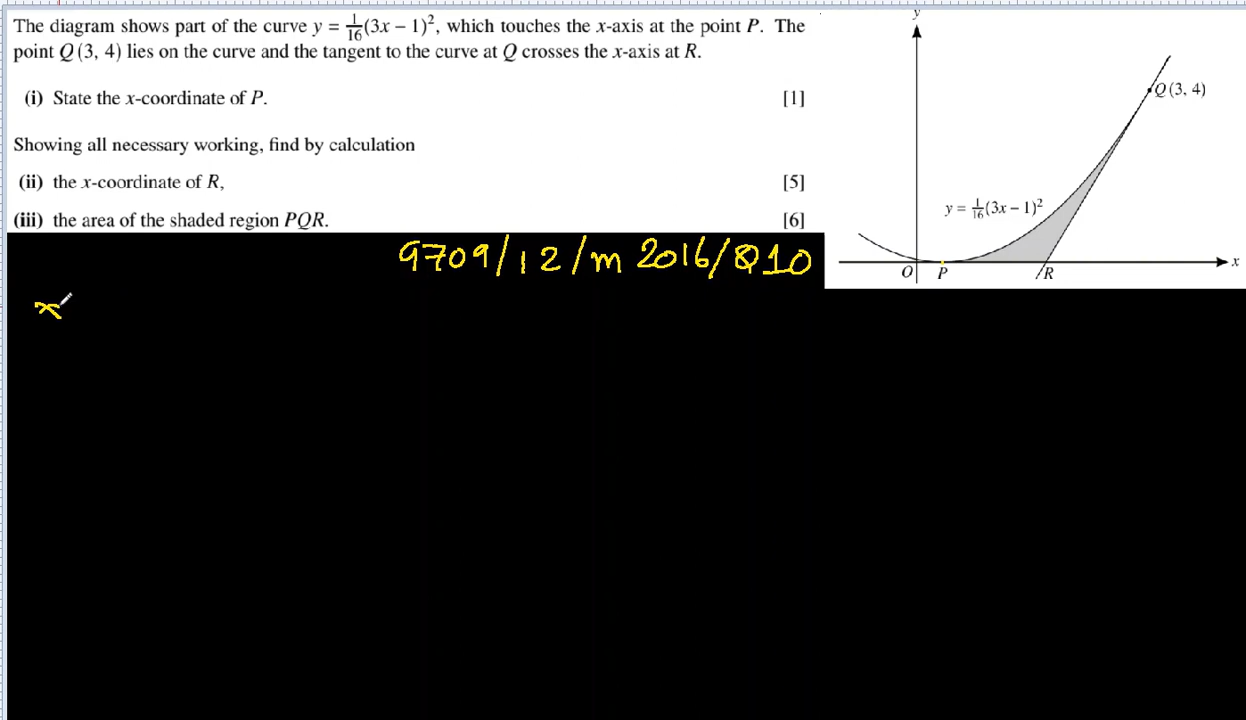 The diagram shows part of the curve y = 1/16(3x − 1)², which touches the x-axis at the point P. The
point Q (3, 4) lies on the curve and the tangent to the curve at Q crosses the x-axis at R.
(i) State the x-coordinate of P. [1]
Showing all necessary working, find by calculation
(ii) the x-coordinate of R, [5]
(iii) the area of the shaded region PQR. [6]
9709/12/m 2016/Q10
x
y
Q (3, 4)
y = 1/16(3x − 1)²
O P R x